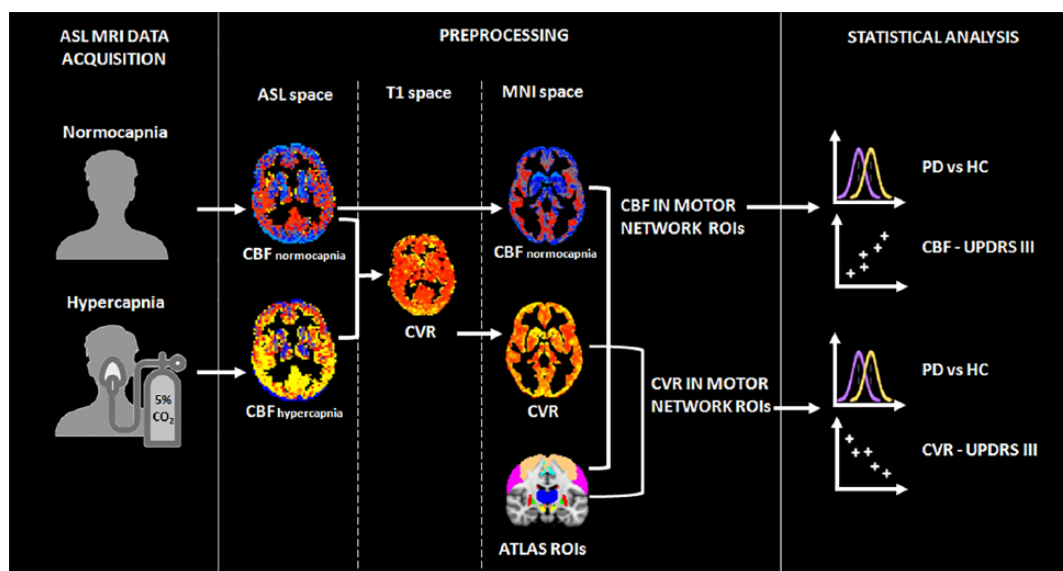 ASL MRI DATA
ACQUISITION
PREPROCESSING
STATISTICAL ANALYSIS
ASL space
T1 space
MNI space
Normocapnia
CBF normocapnia
CBF normocapnia
CBF IN MOTOR
NETWORK ROIs
PD vs HC
CBF - UPDRS III
Hypercapnia
5%
CO₂
CBF hypercapnia
CVR
CVR
CVR IN MOTOR
NETWORK ROIs
PD vs HC
CVR - UPDRS III
ATLAS ROIs